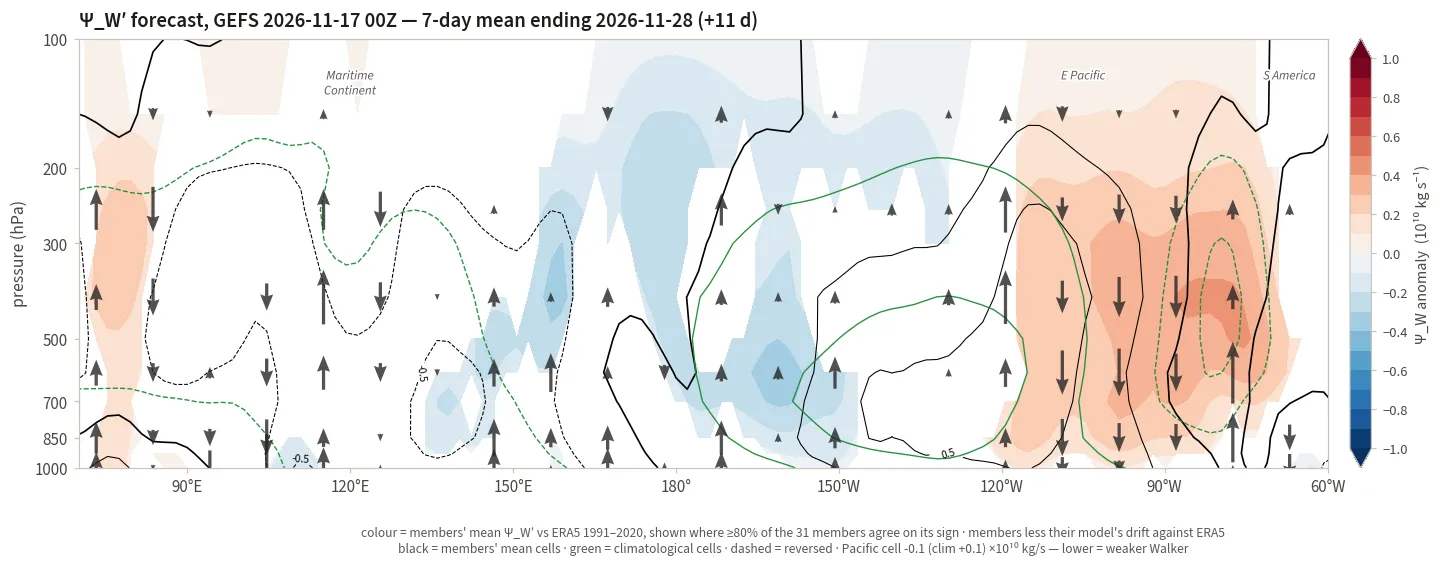 Ψ_W′ forecast, GEFS 2026-11-17 00Z — 7-day mean ending 2026-11-28 (+11 d)
Maritime
Continent
E Pacific
S America
pressure (hPa)
100
200
300
400
500
700
850
1000
-0.5
-0.5
0.5
90°E
120°E
150°E
180°
150°W
120°W
90°W
60°W
1.0
0.8
0.6
0.4
0.2
0.0
−0.2
−0.4
−0.6
−0.8
−1.0
Ψ_W anomaly (10¹⁰ kg s⁻¹)
colour = members' mean Ψ_W′ vs ERA5 1991–2020, shown where ≥80% of the 31 members agree on its sign · members less their model's drift against ERA5
black = members' mean cells · green = climatological cells · dashed = reversed · Pacific cell -0.1 (clim +0.1) ×10¹⁰ kg/s — lower = weaker Walker